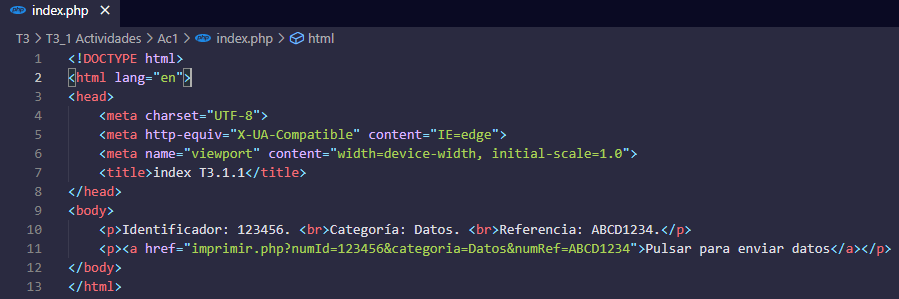 index.php ×
T3 > T3_1 Actividades > Ac1 > index.php > html
1 <!DOCTYPE html>
2 <html lang="en">
3 <head>
4 <meta charset="UTF-8">
5 <meta http-equiv="X-UA-Compatible" content="IE=edge">
6 <meta name="viewport" content="width=device-width, initial-scale=1.0">
7 <title>index T3.1.1</title>
8 </head>
9 <body>
10 <p>Identificador: 123456. <br>Categoría: Datos. <br>Referencia: ABCD1234.</p>
11 <p><a href="imprimir.php?numId=123456&categoria=Datos&numRef=ABCD1234">Pulsar para enviar datos</a></p>
12 </body>
13 </html>